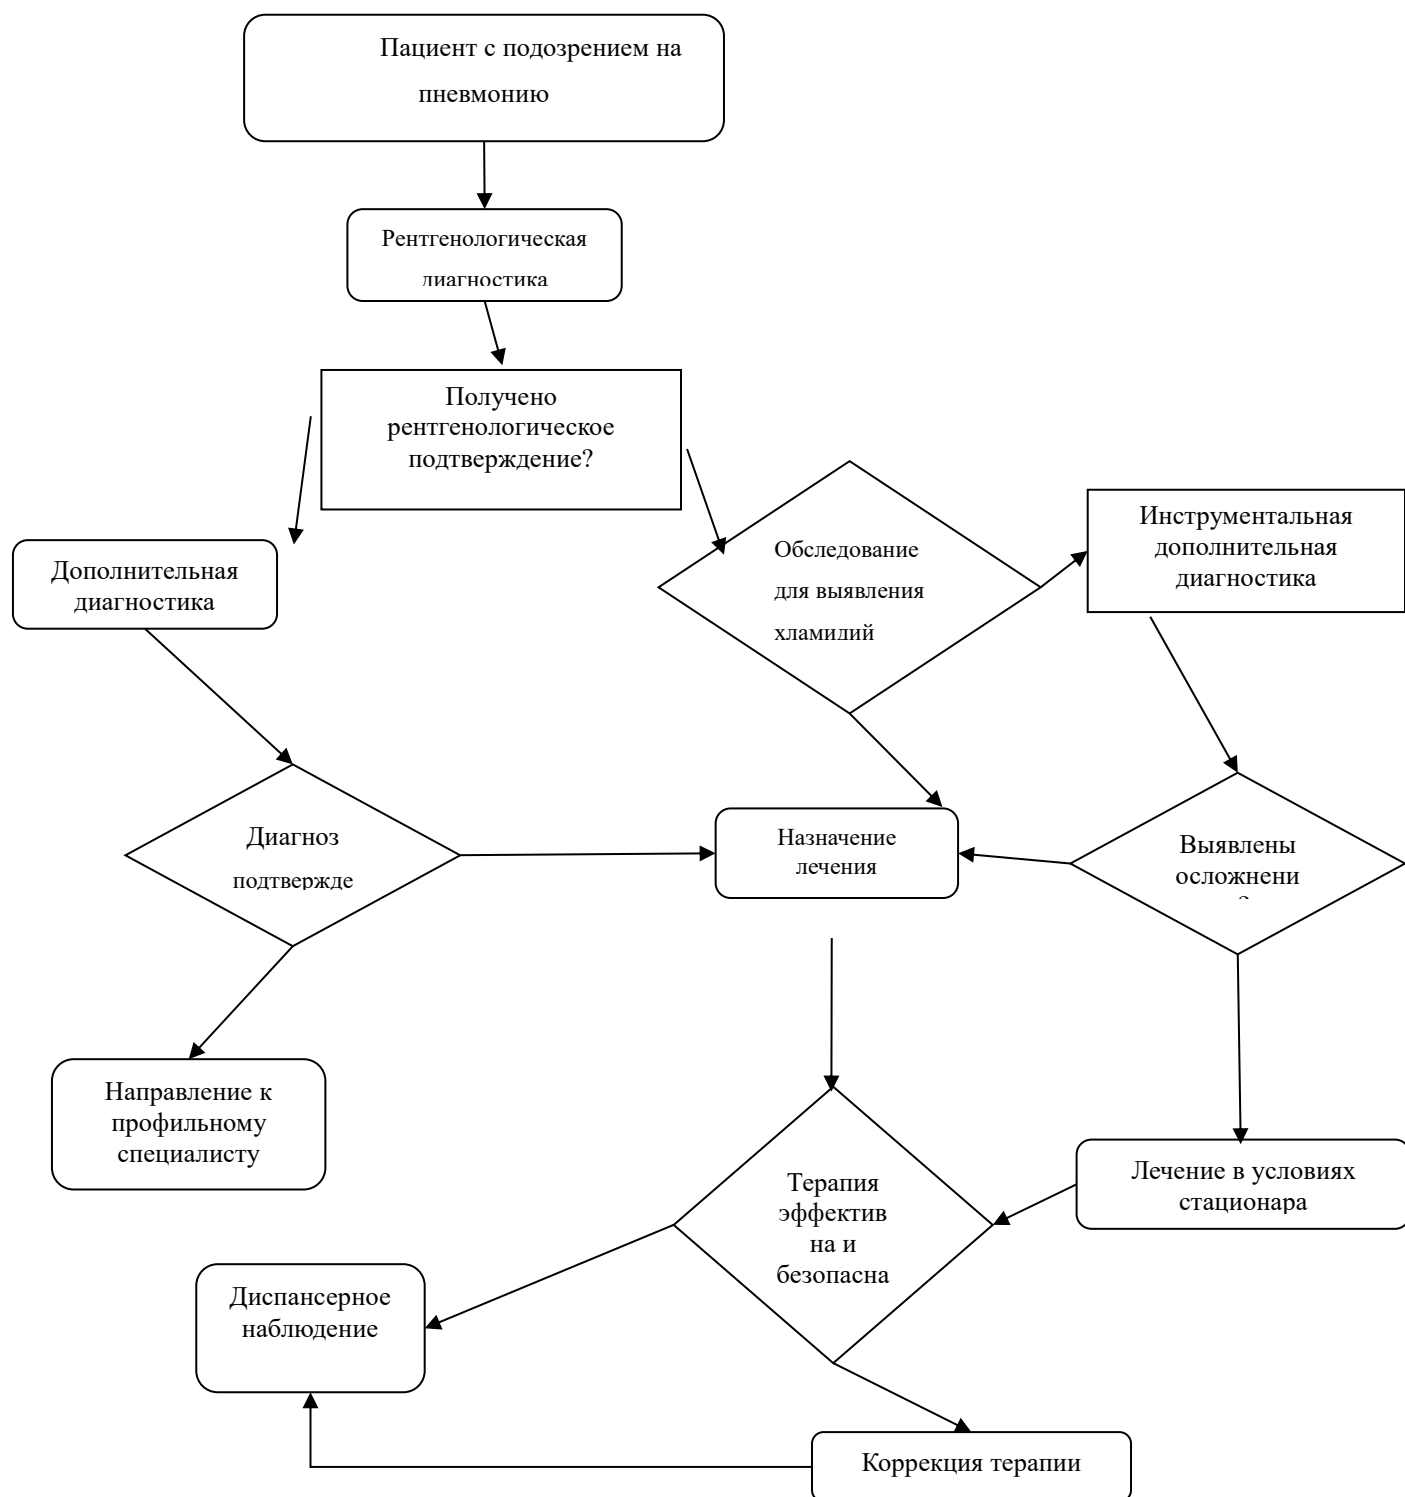 Пациент с подозрением на
пневмонию
Рентгенологическая
диагностика
Получено
рентгенологическое
подтверждение?
Обследование
для выявления
хламидий
Инструментальная
дополнительная
диагностика
Дополнительная
диагностика
Диагноз
подтвержде
Назначение
лечения
Выявлены
осложнени
?
Направление к
профильному
специалисту
Терапия
эффектив
на и
безопасна
Лечение в условиях
стационара
Диспансерное
наблюдение
Коррекция терапии